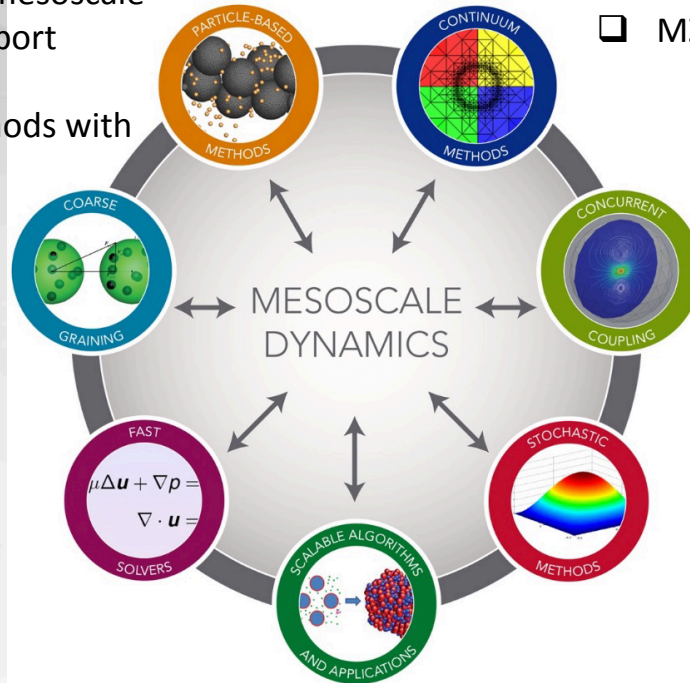 mesoscale
port
hods with
❑ M
PARTICLE-BASED
METHODS
CONTINUUM
METHODS
COARSE
GRAINING
CONCURRENT
COUPLING
MESOSCALE
DYNAMICS
FAST
μΔu + ∇p =
∇ · u =
SOLVERS
STOCHASTIC
METHODS
SCALABLE ALGORITHMS
AND APPLICATIONS